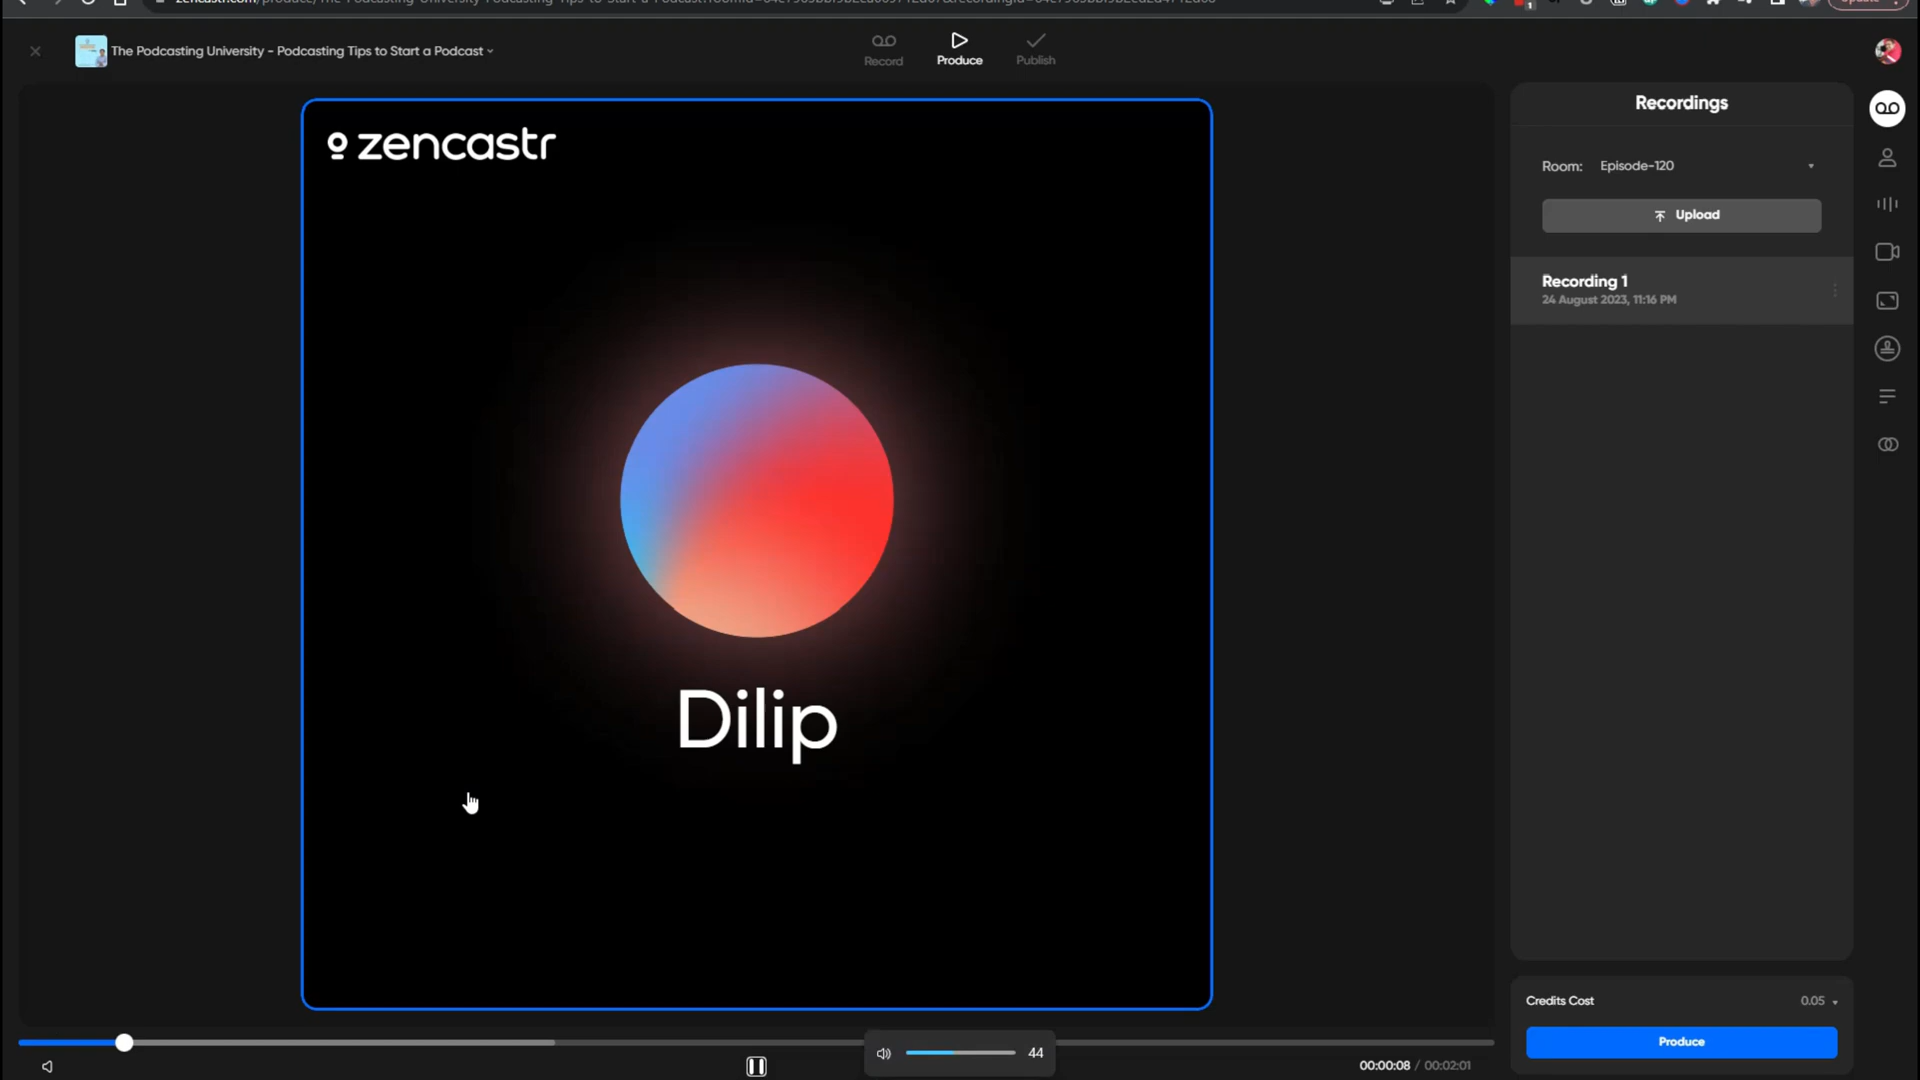 The Podcasting University - Podcasting Tips to Start a Podcast
Record
Produce
Publish
Recordings
zencastr
Room: Episode-120
Upload
Recording 1
24 August 2023, 11:16 PM
Dilip
Credits Cost 0.05
Produce
44
00:00:08 / 00:02:01